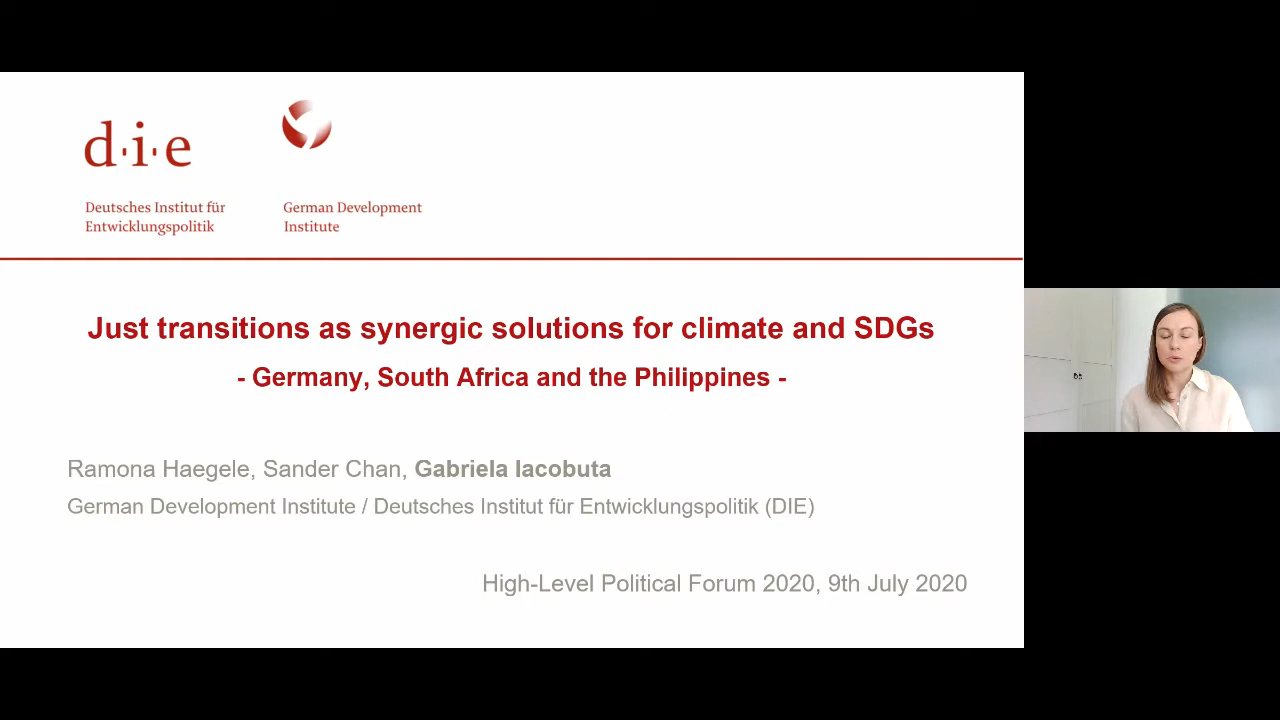 d·i·e
Deutsches Institut für
Entwicklungspolitik
German Development
Institute
Just transitions as synergic solutions for climate and SDGs
- Germany, South Africa and the Philippines -
Ramona Haegele, Sander Chan, Gabriela Iacobuta
German Development Institute / Deutsches Institut für Entwicklungspolitik (DIE)
High-Level Political Forum 2020, 9th July 2020